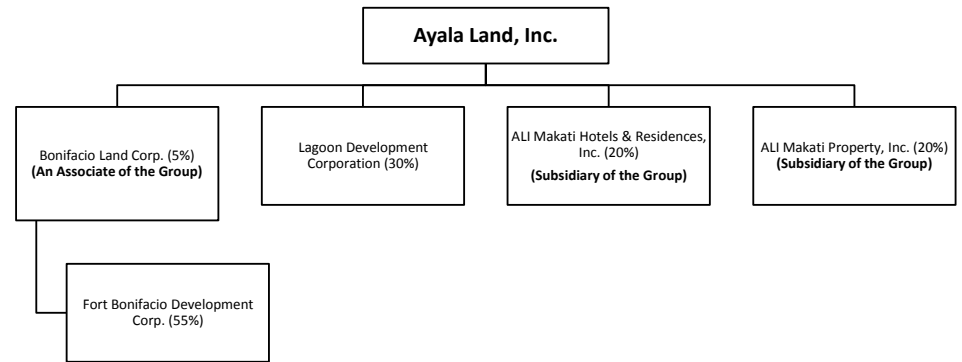 Ayala Land, Inc.
Bonifacio Land Corp. (5%)
(An Associate of the Group)
Lagoon Development
Corporation (30%)
ALI Makati Hotels & Residences,
Inc. (20%)
(Subsidiary of the Group)
ALI Makati Property, Inc. (20%)
(Subsidiary of the Group)
Fort Bonifacio Development
Corp. (55%)